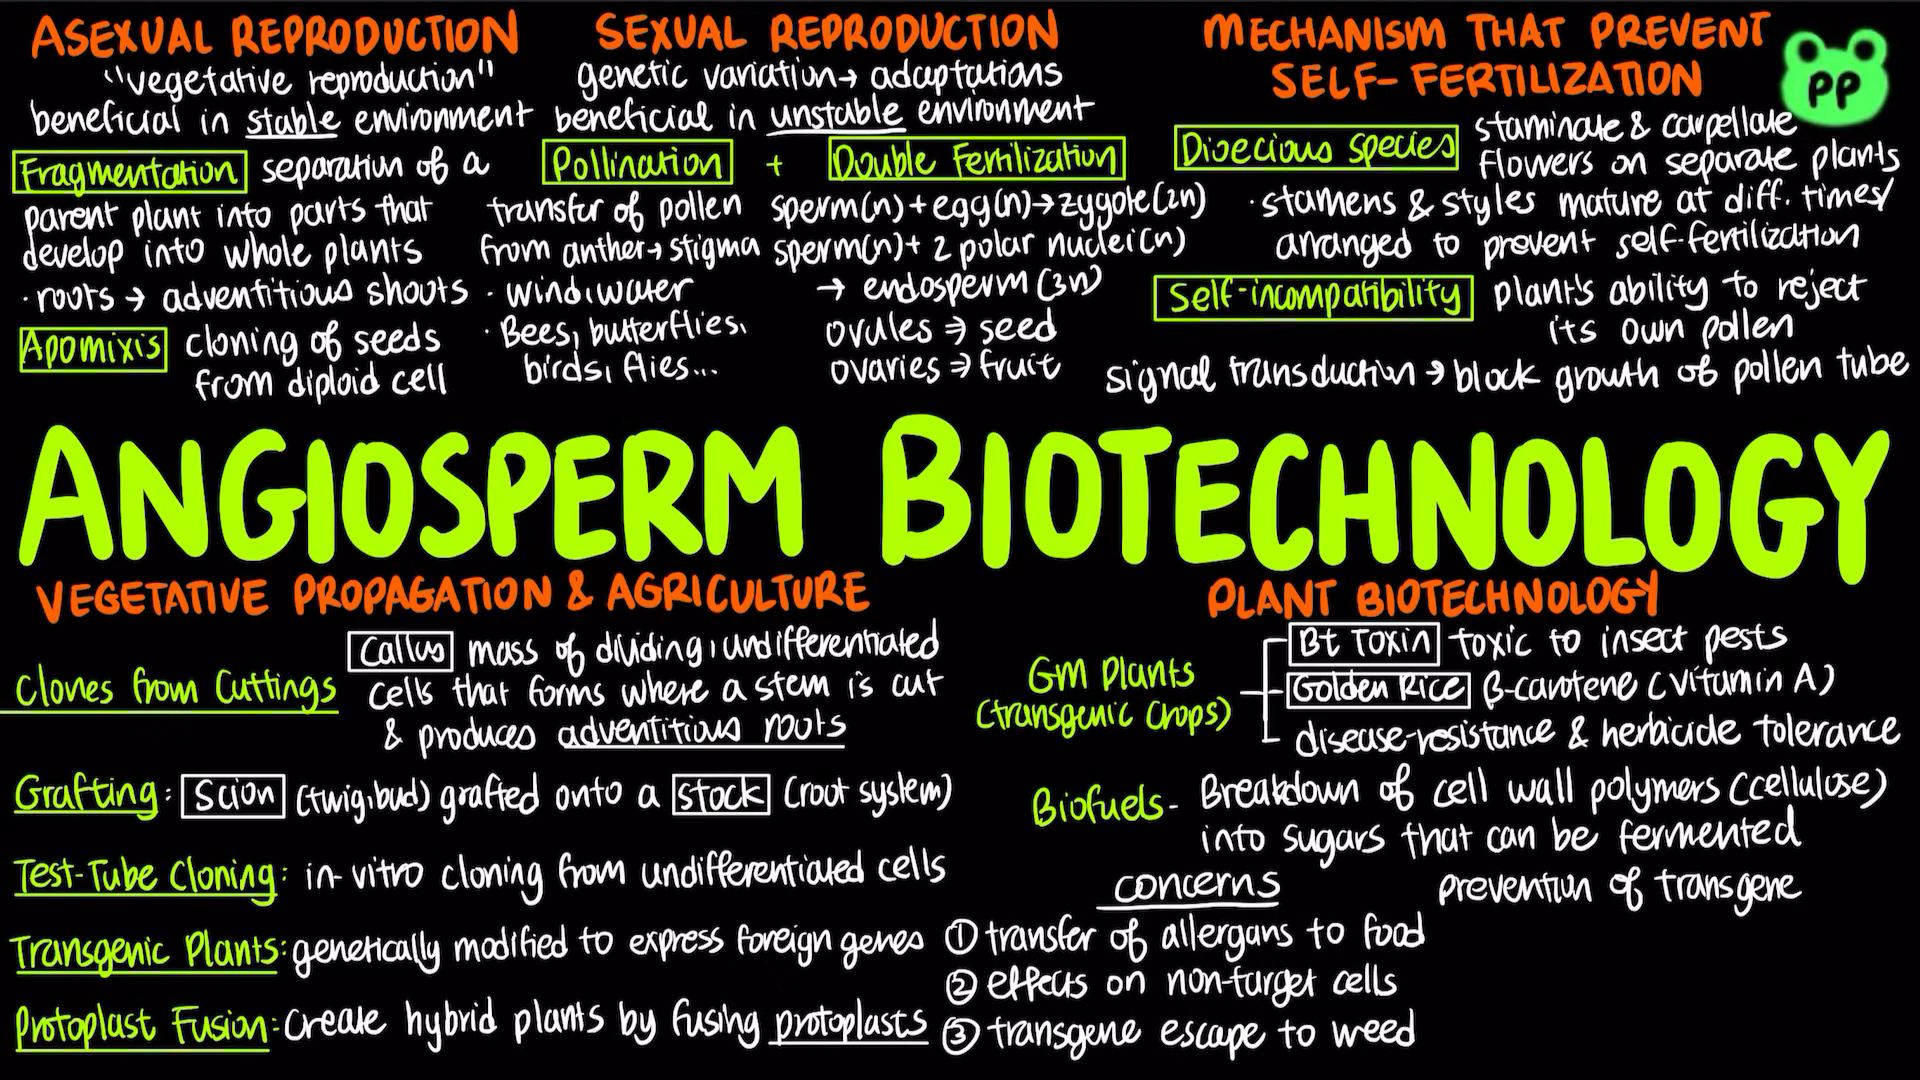 ASEXUAL REPRODUCTION
"vegetative reproduction"
beneficial in stable environment
Fragmentation separation of a
parent plant into parts that
develop into whole plants
· roots → adventitious shouts
Apomixis cloning of seeds
from diploid cell
SEXUAL REPRODUCTION
genetic variation → adaptations
beneficial in unstable environment
Pollination + Double Fertilization
transfer of pollen
from anther → stigma
· wind, water
· Bees, butterflies,
birds, flies...
sperm(n) + egg(n) → zygote(2n)
sperm(n) + 2 polar nuclei(n)
→ endosperm (3n)
ovules ⇒ seed
ovaries ⇒ fruit
MECHANISM THAT PREVENT
SELF-FERTILIZATION
PP
Dioecious species staminate & carpellate
flowers on separate plants
· stamens & styles mature at diff. times/
arranged to prevent self-fertilization
Self-incompatibility plant's ability to reject
its own pollen
signal transduction → block growth of pollen tube
ANGIOSPERM BIOTECHNOLOGY
VEGETATIVE PROPAGATION & AGRICULTURE
Clones from Cuttings
Callus mass of dividing, undifferentiated
cells that forms where a stem is cut
& produces adventitious roots
Grafting: Scion (twig, bud) grafted onto a stock (root system)
Test-Tube Cloning: in-vitro cloning from undifferentiated cells
Transgenic Plants: genetically modified to express foreign genes
Protoplast Fusion: create hybrid plants by fusing protoplasts
PLANT BIOTECHNOLOGY
GM Plants
(transgenic crops)
Bt Toxin toxic to insect pests
Golden Rice β-carotene (vitamin A)
disease-resistance & herbicide tolerance
Biofuels - Breakdown of cell wall polymers (cellulose)
into sugars that can be fermented
concerns
prevention of transgene
① transfer of allergans to food
② effects on non-target cells
③ transgene escape to weed